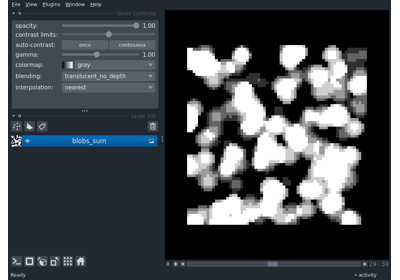 File View Plugins Window Help
layer controls
opacity: 1.00
contrast limits:
auto-contrast: once continuous
gamma: 1.00
colormap: gray
blending: translucent_no_depth
interpolation: nearest
layer list
blobs_sum
29 59
Ready
activity